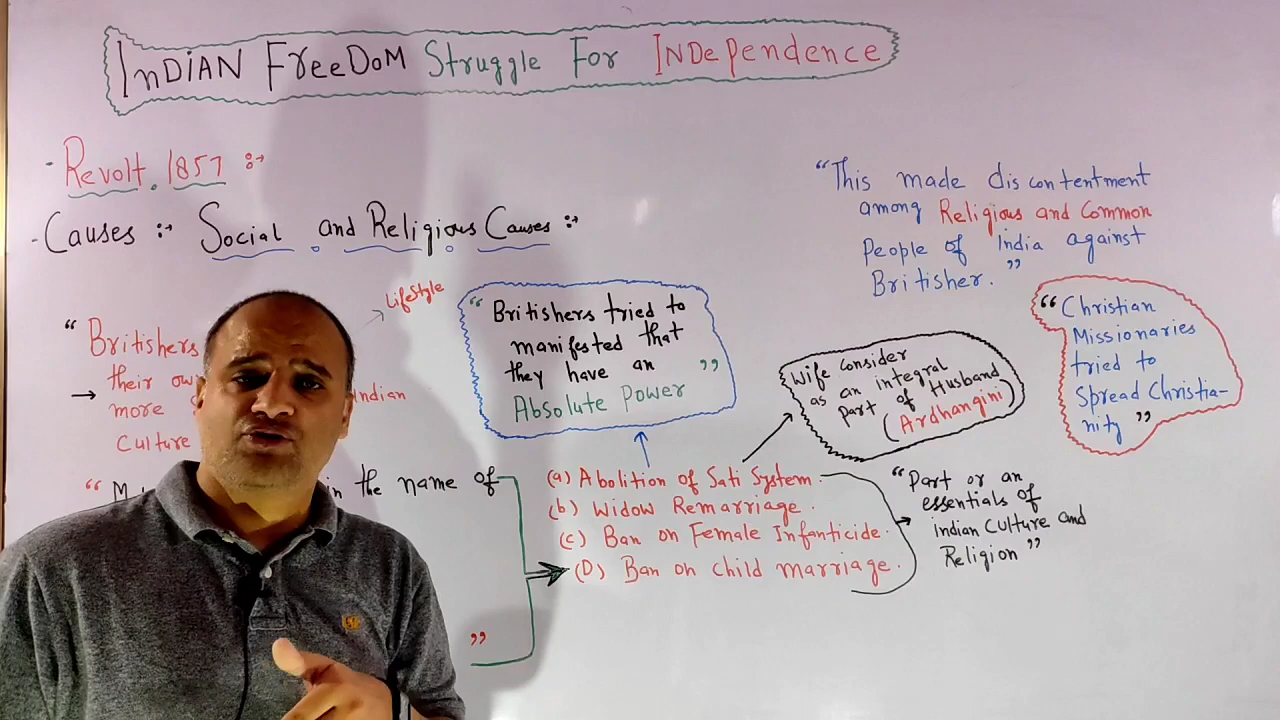 INDIAN FREEDOM Struggle For INDependence
- Revolt. 1857 ::→
- Causes ::→ Social and Religious Causes ::→
Lifestyle
" Britishers
→ their
more Indian
Culture
" in the name of
"
" Britishers tried to
manifested that
they have an "
Absolute Power
(a) Abolition of Sati System.
(b) Widow Remarriage.
(c) Ban on Female Infanticide.
(D) Ban on child marriage.
Wife consider
as an integral
part of Husband
(Ardhangini)
"This made discontentment
among Religious and Common
People of India against
Britisher. "
" Christian
Missionaries
tried to
Spread Christia-
nity "
" Part or an
essentials of
indian Culture and
Religion "